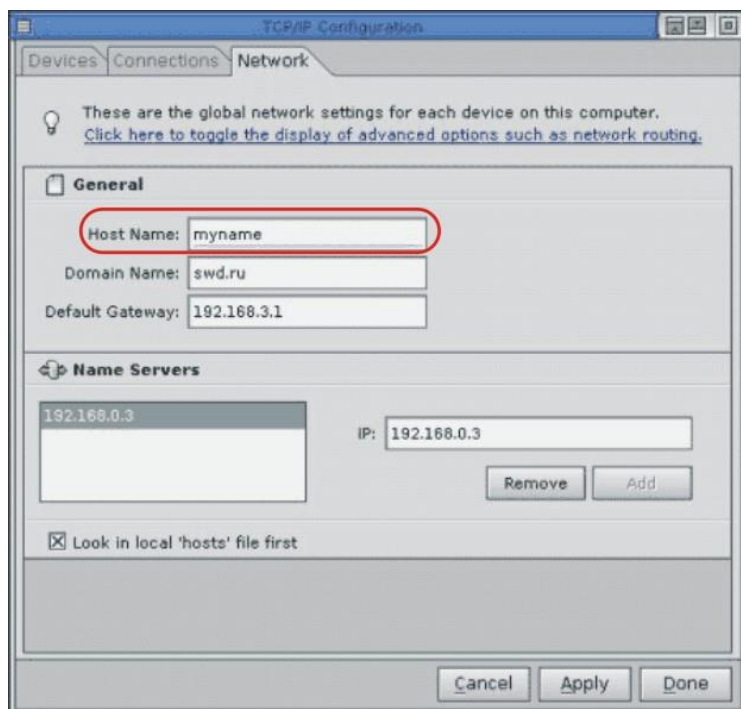 TCP/IP Configuration
Devices Connections Network
These are the global network settings for each device on this computer.
Click here to toggle the display of advanced options such as network routing.
General
Host Name: myname
Domain Name: swd.ru
Default Gateway: 192.168.3.1
Name Servers
192.168.0.3
IP: 192.168.0.3
Remove Add
Look in local 'hosts' file first
Cancel Apply Done